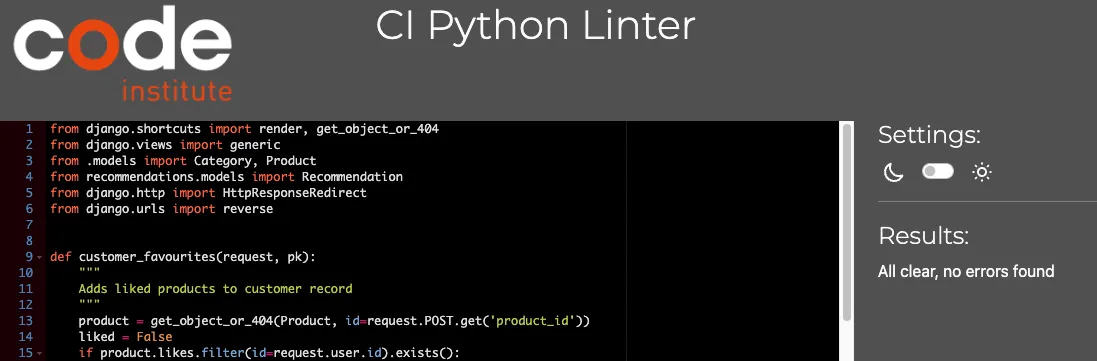 code
institute
CI Python Linter
1 from django.shortcuts import render, get_object_or_404
2 from django.views import generic
3 from .models import Category, Product
4 from recommendations.models import Recommendation
5 from django.http import HttpResponseRedirect
6 from django.urls import reverse
7
8
9 def customer_favourites(request, pk):
10     """
11     Adds liked products to customer record
12     """
13     product = get_object_or_404(Product, id=request.POST.get('product_id'))
14     liked = False
15     if product.likes.filter(id=request.user.id).exists():
Settings:
Results:
All clear, no errors found